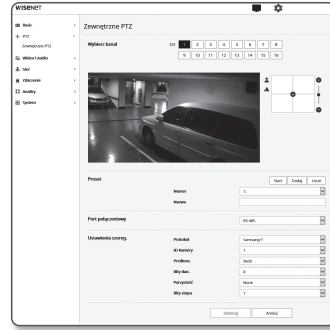 WISENET
Basic
PTZ
Zewnętrzne PTZ
Wideo i Audio
Sieć
Zdarzenie
Analizy
System
Zewnętrzne PTZ
Wybierz kanał
CH 1 2 3 4 5 6 7 8
9 10 11 12 13 14 15 16
Preset
Start Dodaj Usuń
Numer 1.
Nazwa
Port połączeniowy RS-485
Ustawienia szereg.
Protokół Samsung-T
ID Kamery 1
Prędkość 9600
Bity dan. 8
Parzystość None
Bity stopu 1
Zastosuj Anuluj